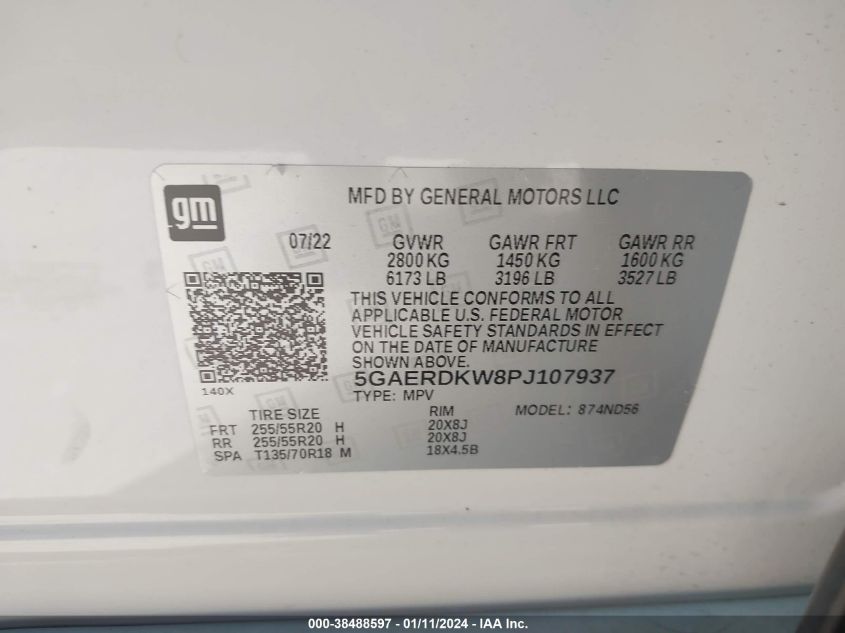 gm
MFD BY GENERAL MOTORS LLC
07/22 GVWR GAWR FRT GAWR RR
2800 KG 1450 KG 1600 KG
6173 LB 3196 LB 3527 LB
THIS VEHICLE CONFORMS TO ALL
APPLICABLE U.S. FEDERAL MOTOR
VEHICLE SAFETY STANDARDS IN EFFECT
ON THE DATE OF MANUFACTURE
SHOWN ABOVE.
5GAERDKW8PJ107937
140X
TYPE: MPV
TIRE SIZE RIM MODEL: 874ND56
FRT 255/55R20 H 20X8J
RR 255/55R20 H 20X8J
SPA T135/70R18 M 18X4.5B
000-38488597 - 01/11/2024 - IAA Inc.